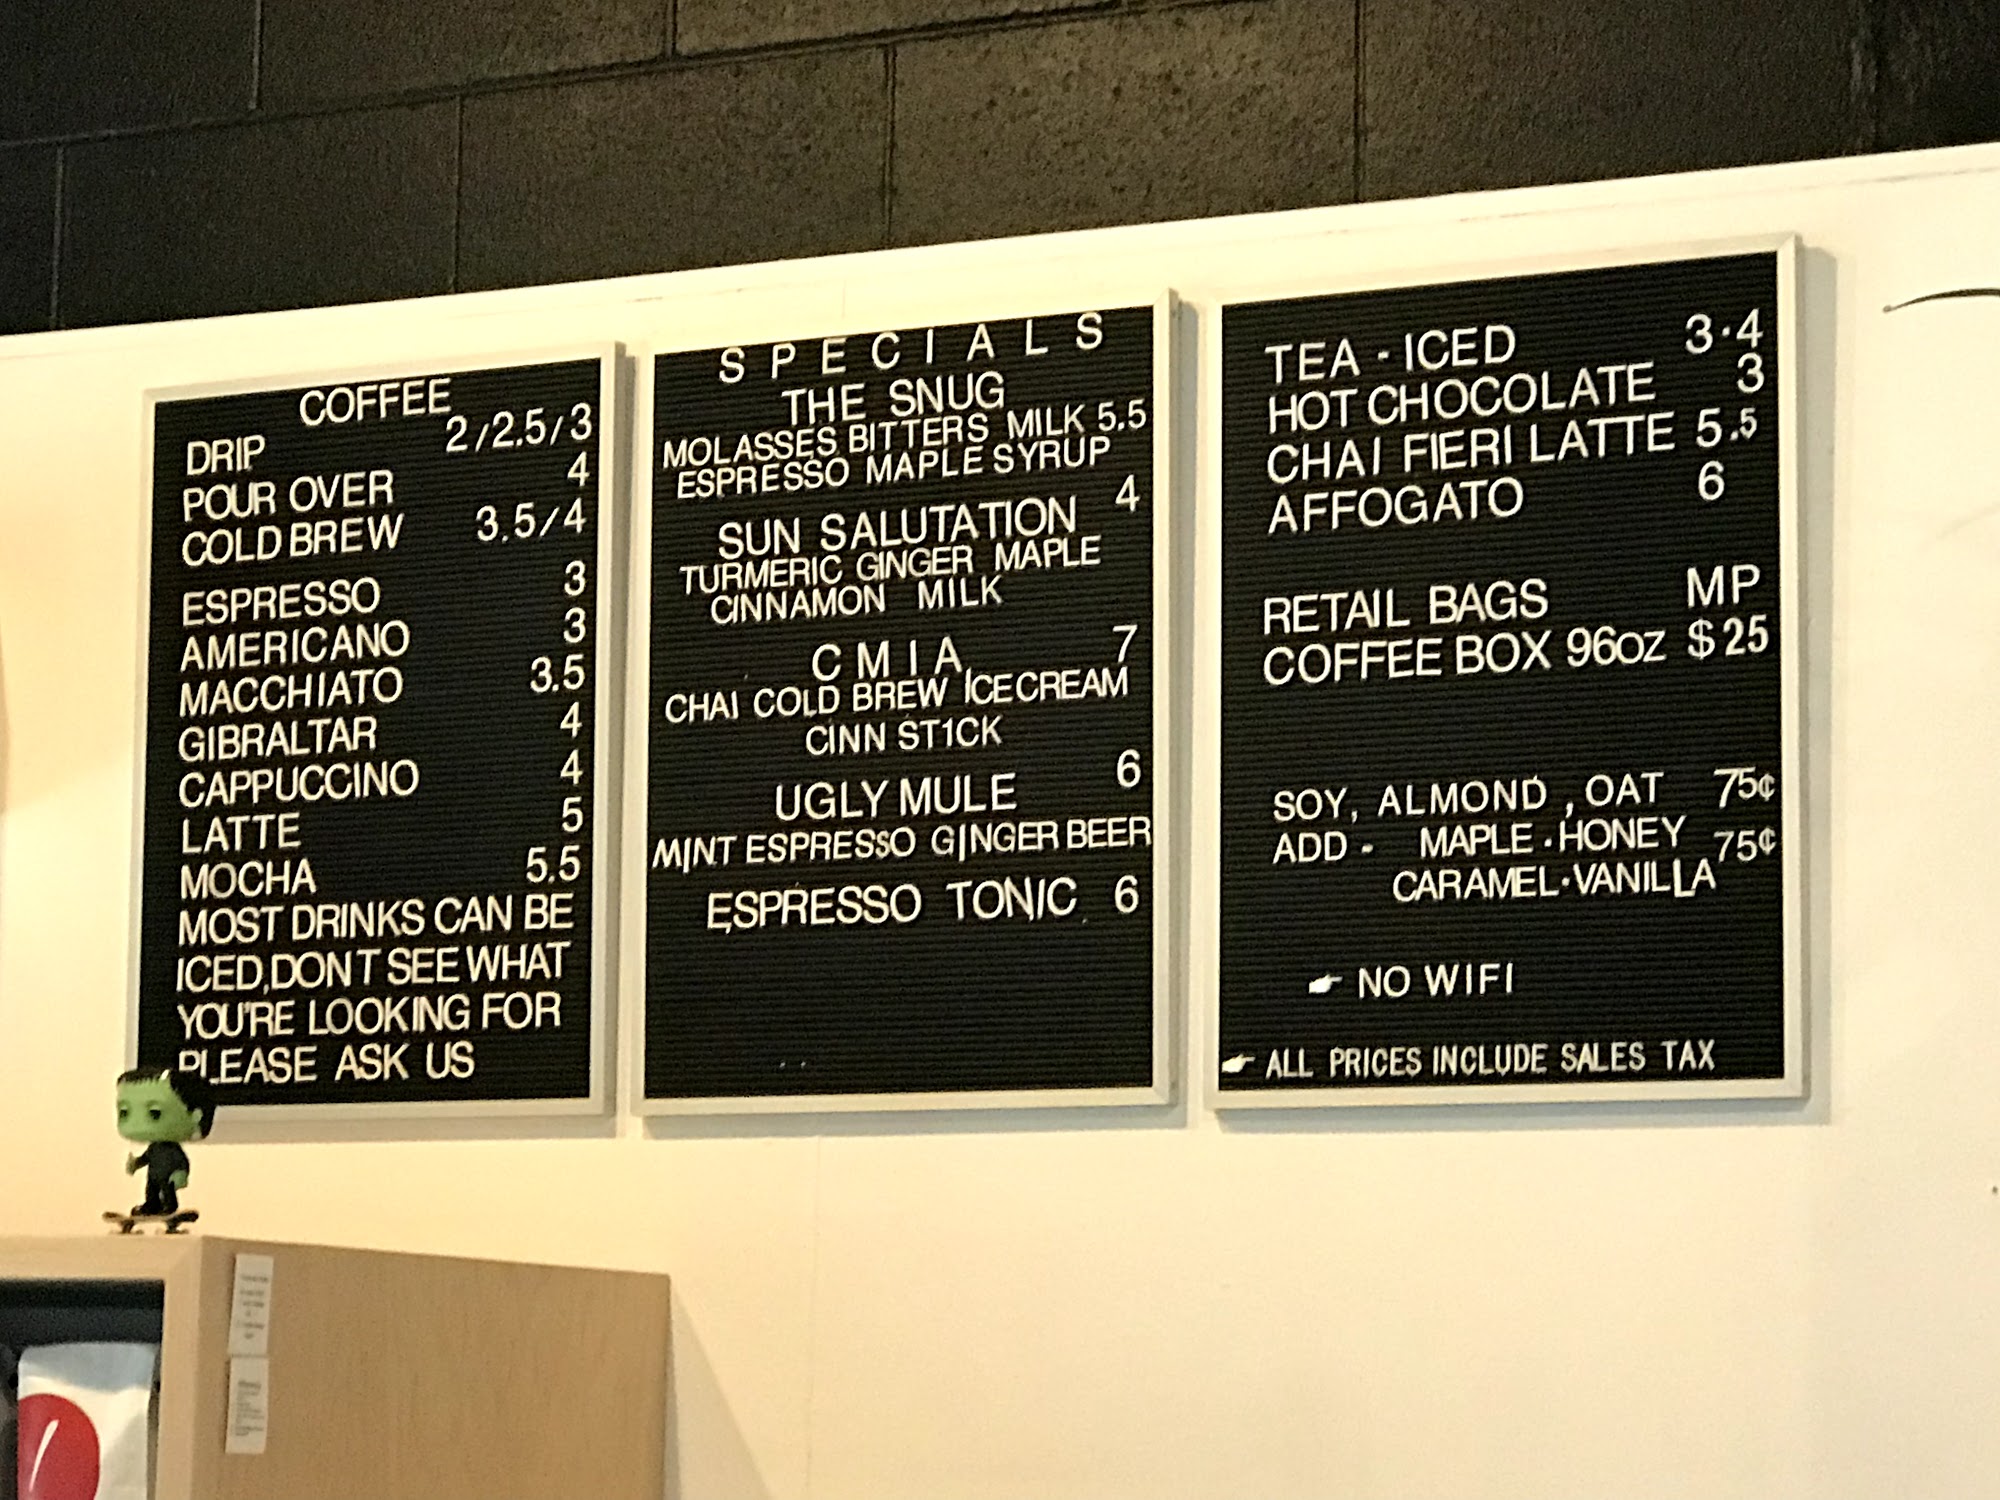 COFFEE
DRIP 2/2.5/3
POUR OVER 4
COLD BREW 3.5/4
ESPRESSO 3
AMERICANO 3
MACCHIATO 3.5
GIBRALTAR 4
CAPPUCCINO 4
LATTE 5
MOCHA 5.5
MOST DRINKS CAN BE
ICED,DONT SEE WHAT
YOU'RE LOOKING FOR
PLEASE ASK US
SPECIALS
THE SNUG
MOLASSES BITTERS MILK 5.5
ESPRESSO MAPLE SYRUP
SUN SALUTATION 4
TURMERIC GINGER MAPLE
CINNAMON MILK
CMIA 7
CHAI COLD BREW ICECREAM
CINN ST1CK
UGLY MULE 6
MINT ESPRESSO GINGER BEER
ESPRESSO TONIC 6
TEA - ICED 3·4
HOT CHOCOLATE 3
CHAI FIERI LATTE 5.5
AFFOGATO 6
RETAIL BAGS MP
COFFEE BOX 96oz $25
SOY, ALMOND , OAT 75¢
ADD - MAPLE · HONEY 75¢
CARAMEL·VANILLA
☛ NO WIFI
☛ ALL PRICES INCLUDE SALES TAX